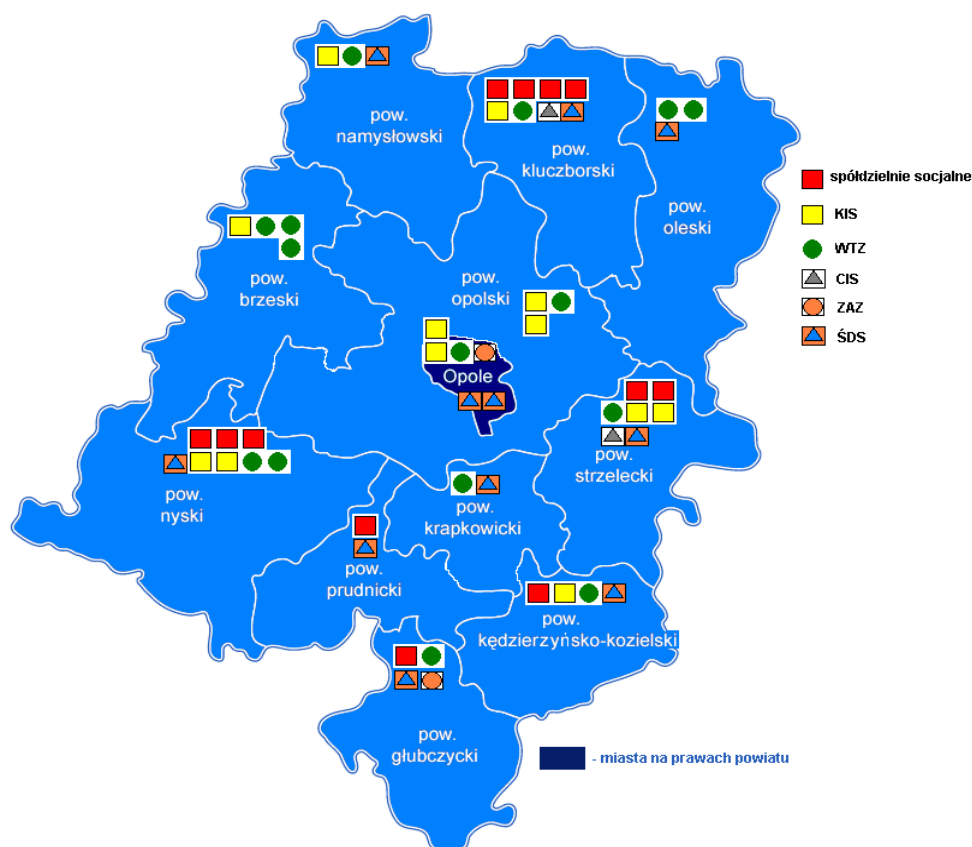 pow.
namysłowski
pow.
kluczborski
pow.
oleski
spółdzielnie socjalne
KIS
WTZ
CIS
ZAZ
ŚDS
pow.
brzeski
pow.
opolski
Opole
pow.
strzelecki
pow.
nyski
pow.
krapkowicki
pow.
prudnicki
pow.
kędzierzyńsko-kozielski
pow.
głubczycki
- miasta na prawach powiatu